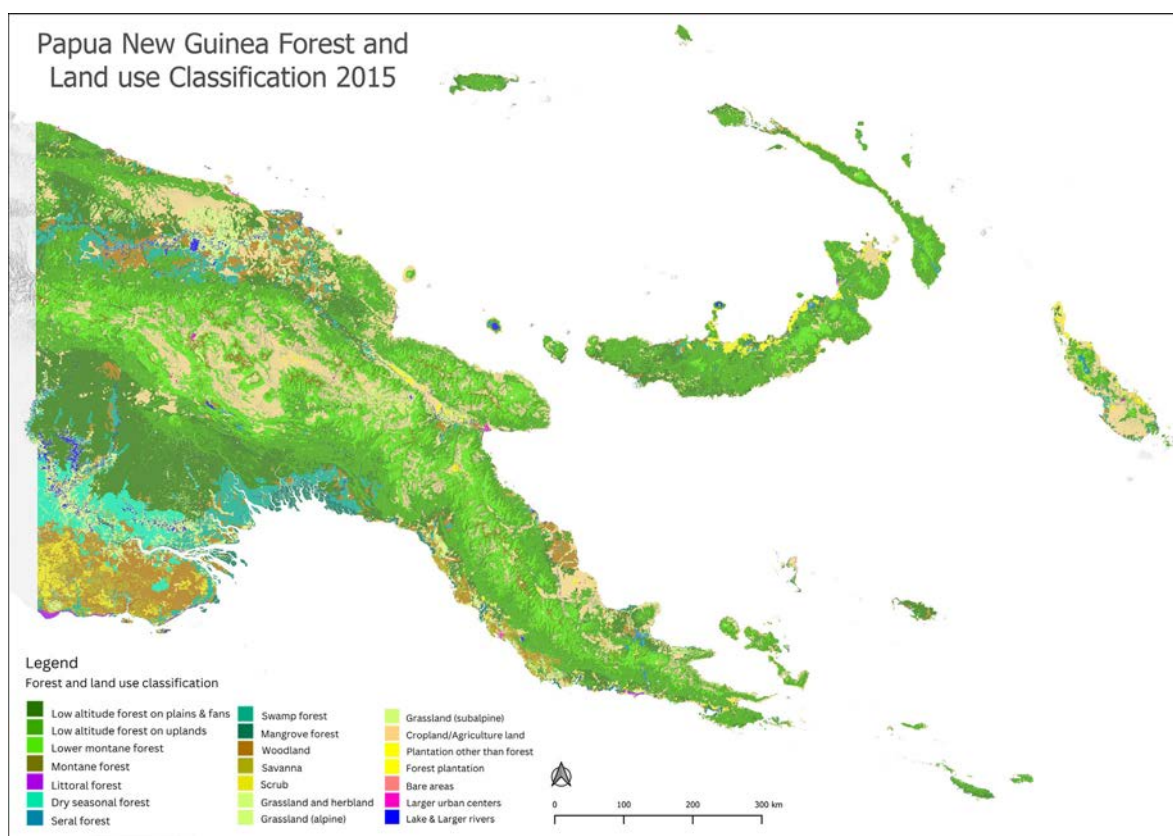 Papua New Guinea Forest and
Land use Classification 2015
Legend
Forest and land use classification
Low altitude forest on plains & fans
Low altitude forest on uplands
Lower montane forest
Montane forest
Littoral forest
Dry seasonal forest
Seral forest
Swamp forest
Mangrove forest
Woodland
Savanna
Scrub
Grassland and herbland
Grassland (alpine)
Grassland (subalpine)
Cropland/Agriculture land
Plantation other than forest
Forest plantation
Bare areas
Larger urban centers
Lake & Larger rivers
0 100 200 300 km